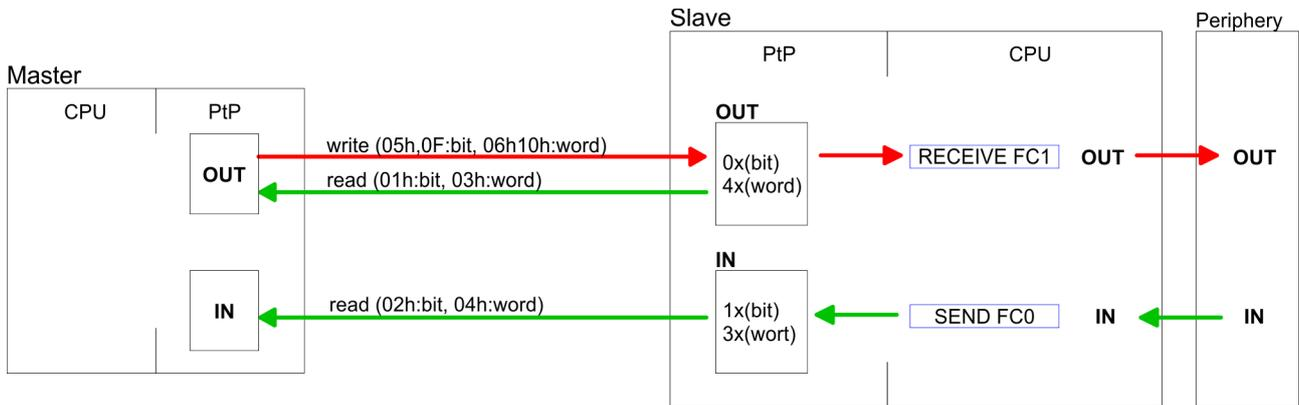 Slave
Periphery
PtP
CPU
Master
CPU
PtP
OUT
write (05h,0F:bit, 06h10h:word)
read (01h:bit, 03h:word)
OUT
0x(bit)
4x(word)
RECEIVE FC1
OUT
OUT
IN
read (02h:bit, 04h:word)
IN
1x(bit)
3x(wort)
SEND FC0
IN
IN